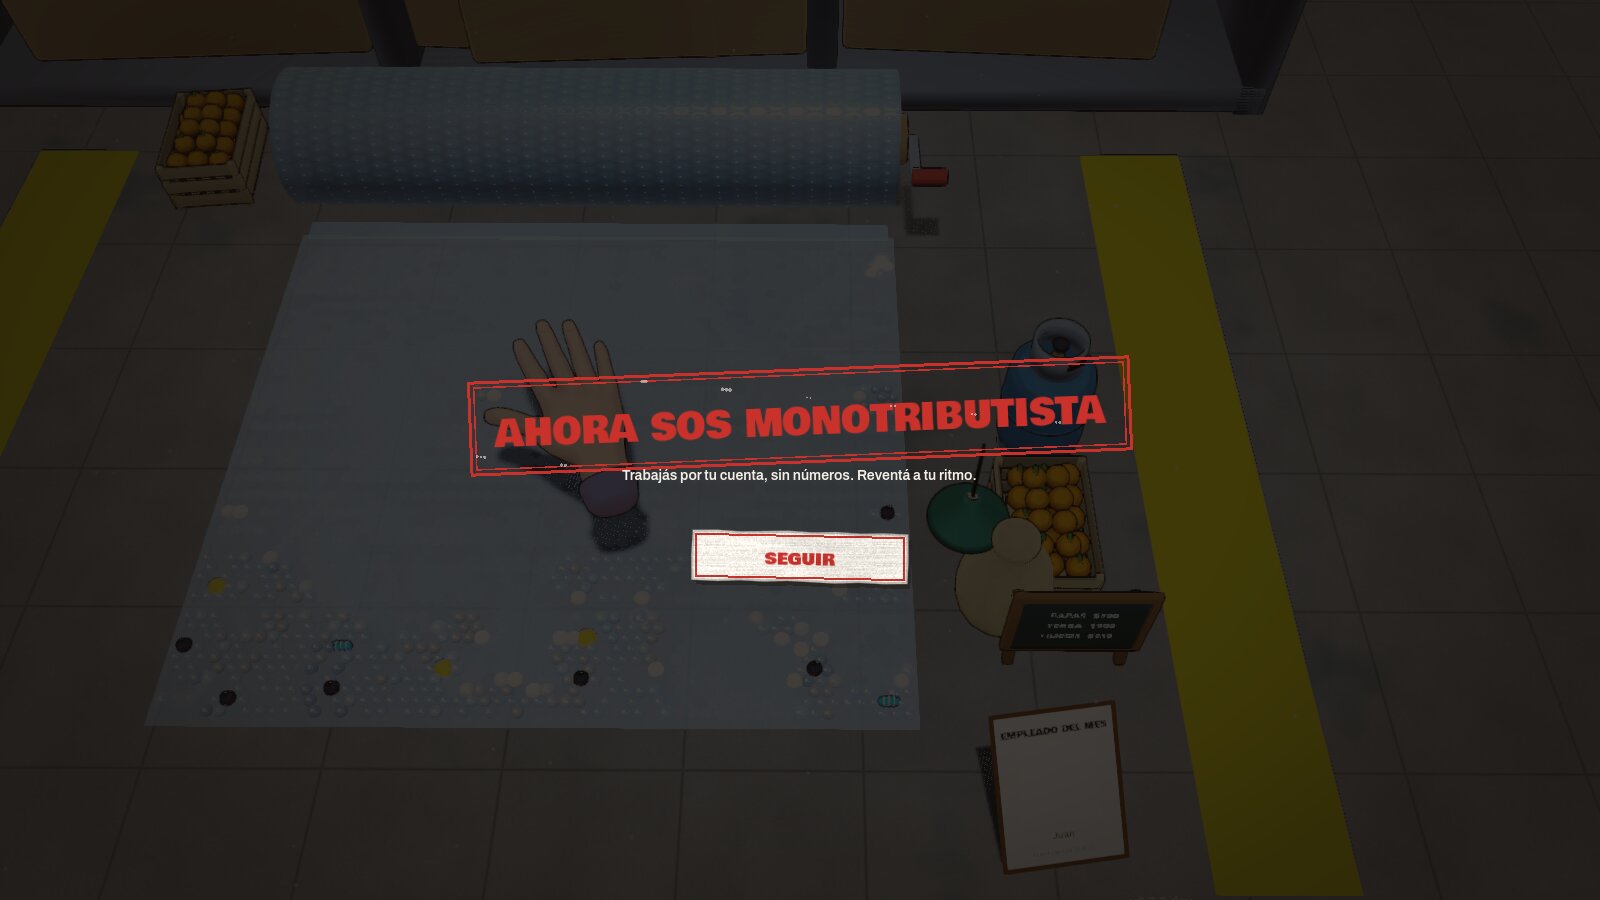 AHORA SOS MONOTRIBUTISTA
Trabajás por tu cuenta, sin números. Reventá a tu ritmo.
SEGUIR
EMPLEADO DEL MES
Juan